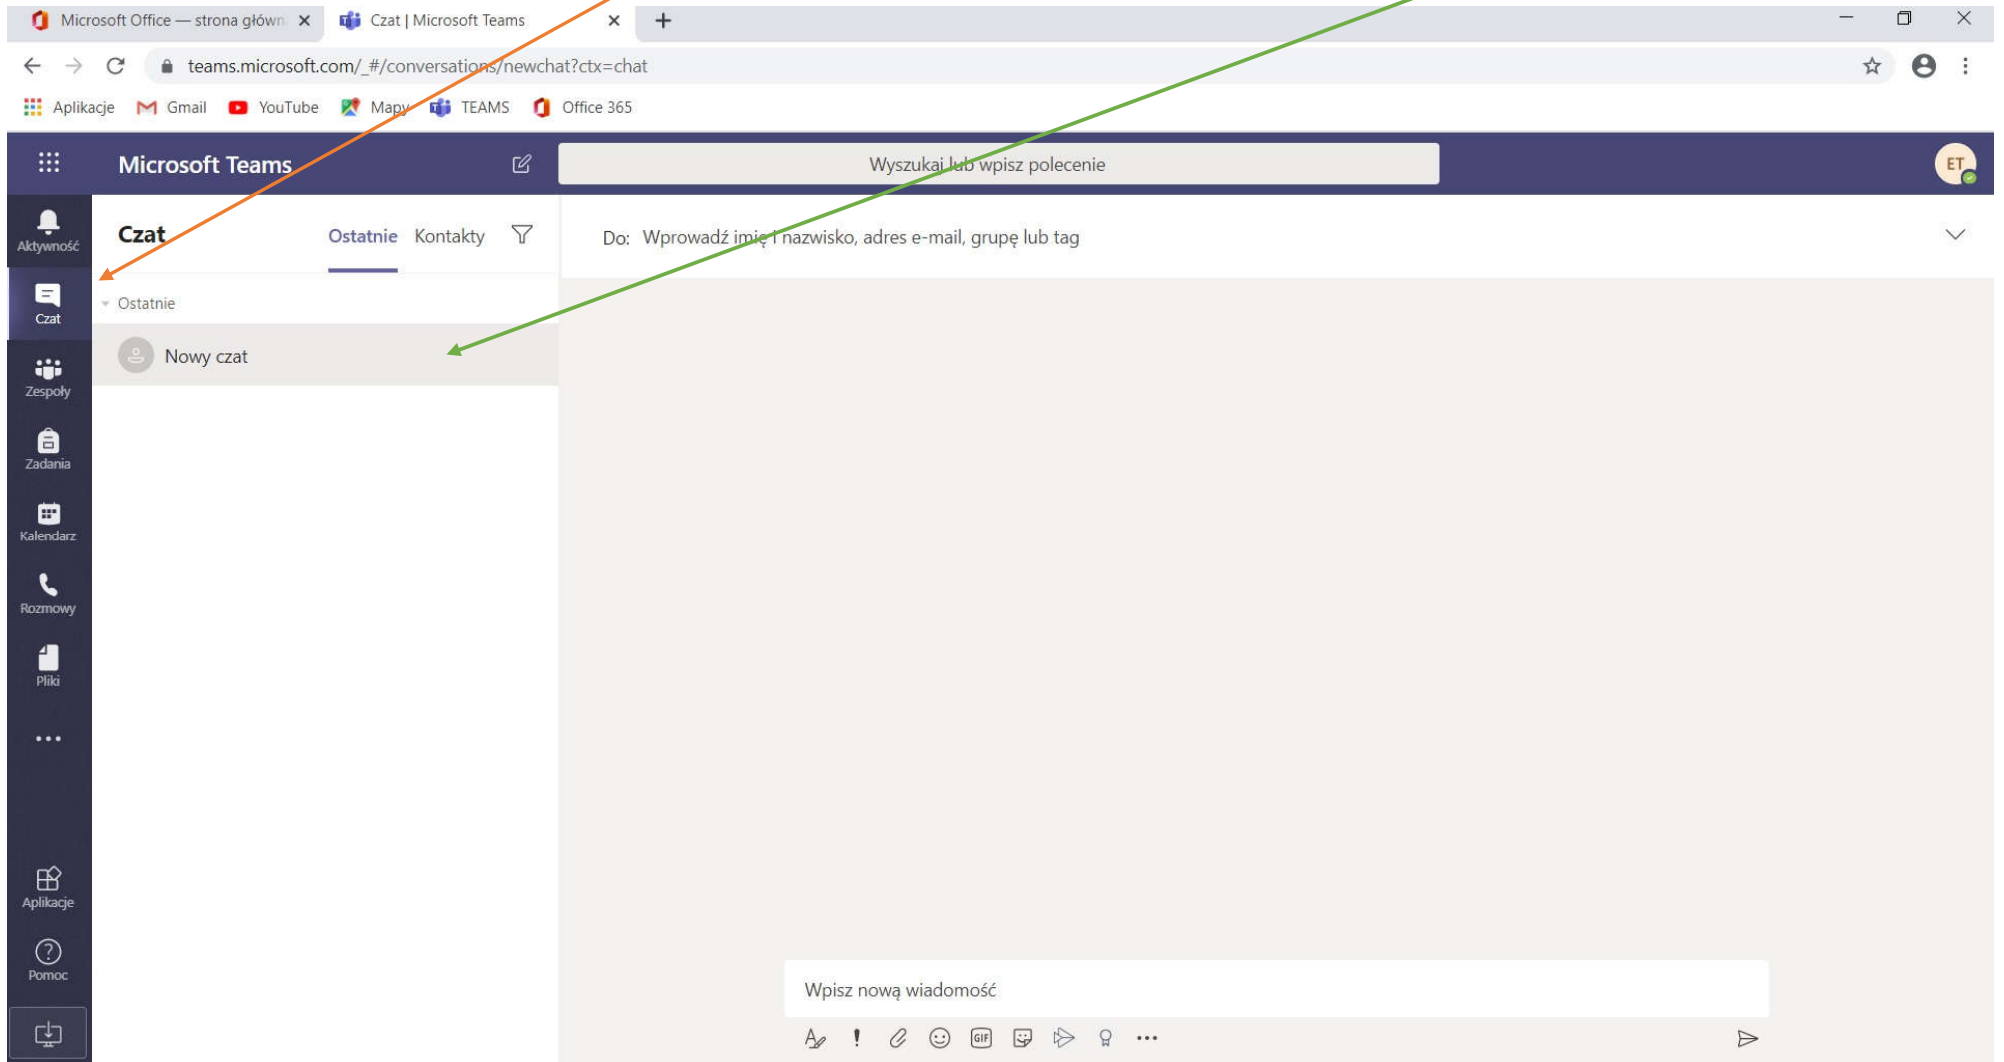 Microsoft Office — strona główn
Czat | Microsoft Teams
teams.microsoft.com/_#/conversations/newchat?ctx=chat
Aplikacje Gmail YouTube Mapy TEAMS Office 365
Microsoft Teams
Wyszukaj lub wpisz polecenie
ET
Aktywność
Czat
Zespoły
Zadania
Kalendarz
Rozmowy
Pliki
Aplikacje
Pomoc
Czat
Ostatnie Kontakty
Ostatnie
Nowy czat
Do: Wprowadź imię i nazwisko, adres e-mail, grupę lub tag
Wpisz nową wiadomość
GIF